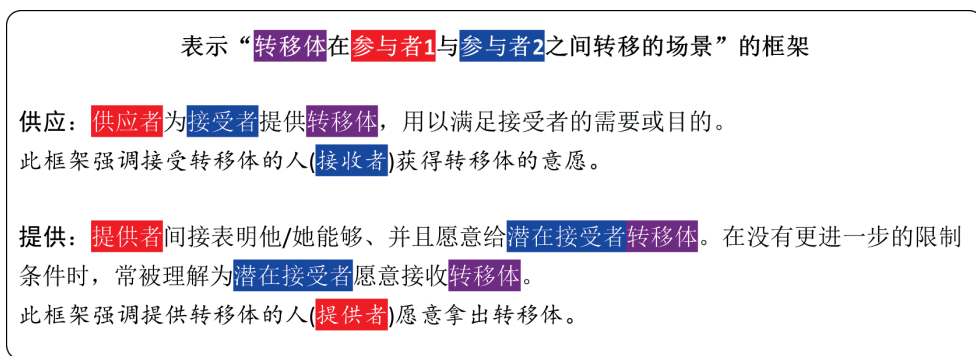 表示“转移体在参与者1与参与者2之间转移的场景”的框架
供应：供应者为接受者提供转移体，用以满足接受者的需要或目的。
此框架强调接受转移体的人(接收者)获得转移体的意愿。
提供：提供者间接表明他/她能够、并且愿意给潜在接受者转移体。在没有更进一步的限制
条件时，常被理解为潜在接受者愿意接收转移体。
此框架强调提供转移体的人(提供者)愿意拿出转移体。